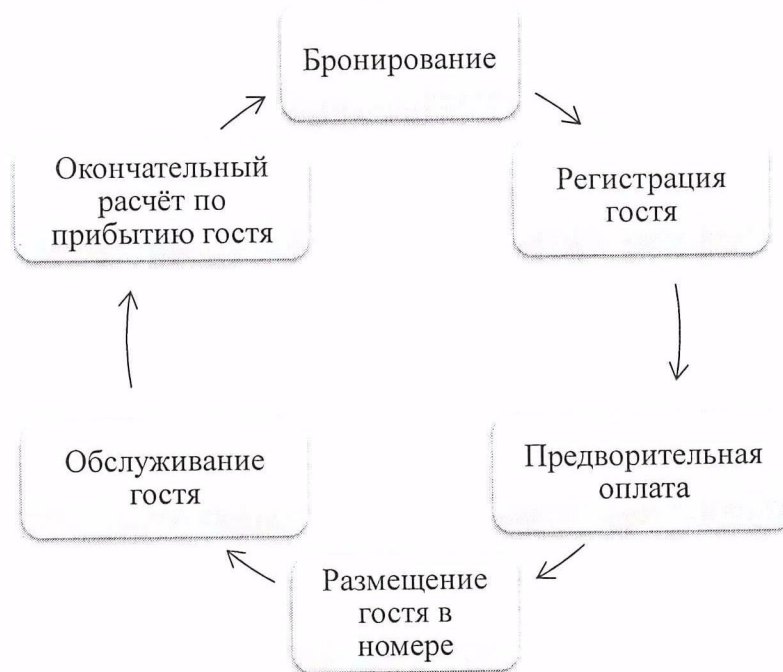 Бронирование
Регистрация
гостя
Предворительная
оплата
Размещение
гостя в
номере
Обслуживание
гостя
Окончательный
расчёт по
прибытию гостя